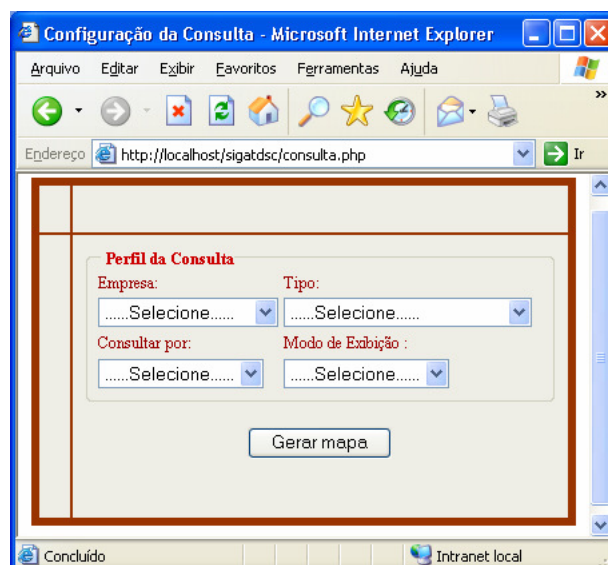 Configuração da Consulta - Microsoft Internet Explorer
Arquivo Editar Exibir Favoritos Ferramentas Ajuda
»
Endereço http://localhost/sigatdsc/consulta.php Ir
Perfil da Consulta
Empresa: Tipo:
......Selecione...... ......Selecione......
Consultar por: Modo de Exibição :
......Selecione...... ......Selecione......
Gerar mapa
Concluído Intranet local